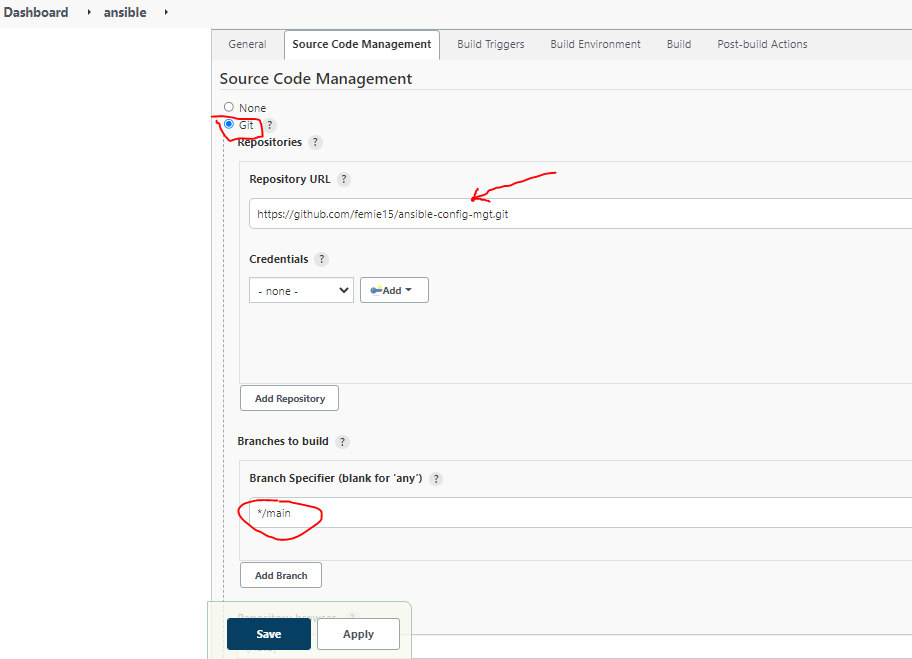 Dashboard ansible
General Source Code Management Build Triggers Build Environment Build Post-build Actions
Source Code Management
None
Git ?
Repositories ?
Repository URL ?
https://github.com/femie15/ansible-config-mgt.git
Credentials ?
- none - Add
Add Repository
Branches to build ?
Branch Specifier (blank for 'any') ?
*/main
Add Branch
Repository browser ?
Save Apply